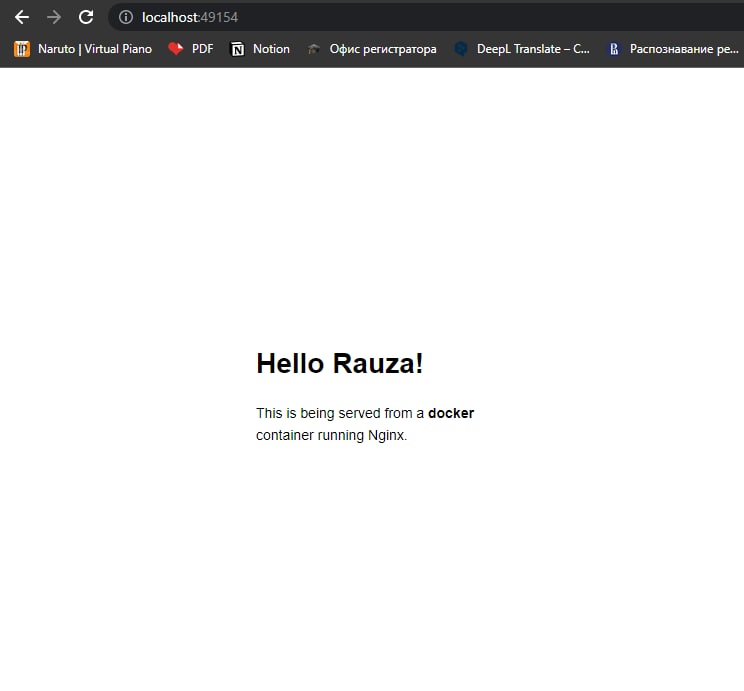 localhost:49154
Naruto | Virtual Piano PDF Notion Офис регистратора DeepL Translate – С... Распознавание ре...
Hello Rauza!
This is being served from a docker
container running Nginx.